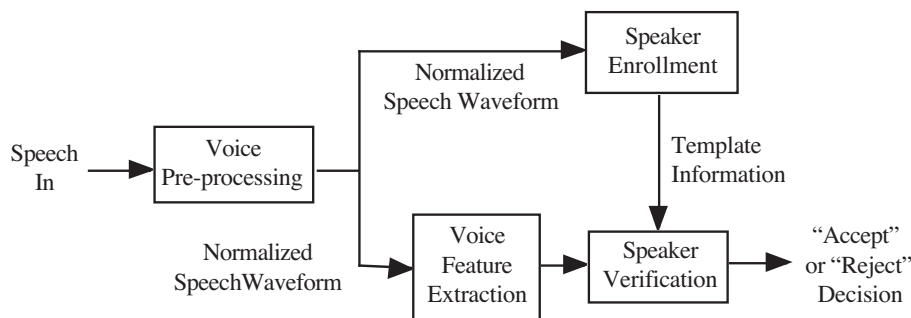 Speaker
Enrollment
Normalized
Speech Waveform
Speech
In
Voice
Pre-processing
Template
Information
Normalized
SpeechWaveform
Voice
Feature
Extraction
Speaker
Verification
“Accept”
or “Reject”
Decision